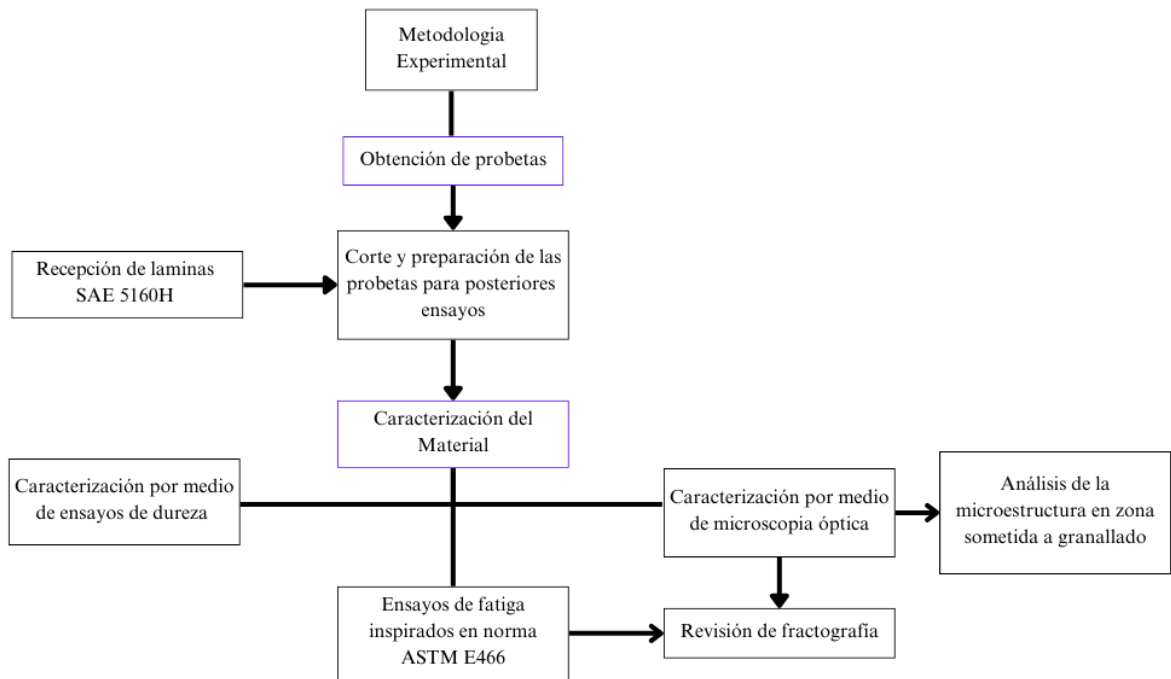 Metodologia
Experimental
Obtención de probetas
Recepción de laminas
SAE 5160H
Corte y preparación de las
probetas para posteriores
ensayos
Caracterización del
Material
Caracterización por medio
de ensayos de dureza
Caracterización por medio
de microscopia óptica
Análisis de la
microestructura en zona
sometida a granallado
Ensayos de fatiga
inspirados en norma
ASTM E466
Revisión de fractografía